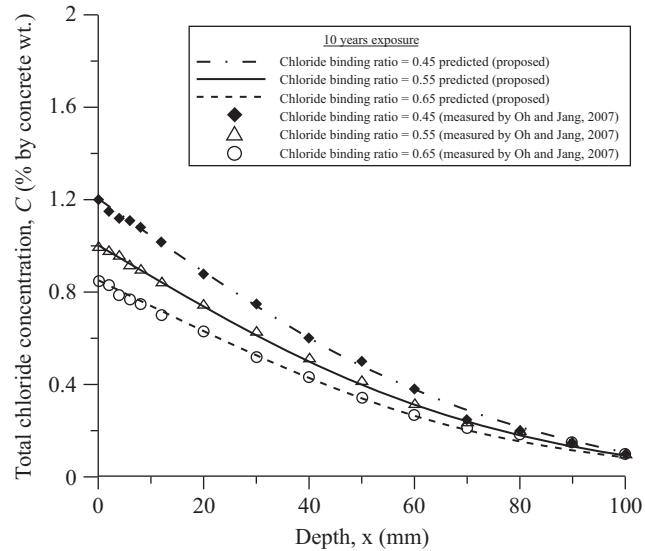 2
10 years exposure
Chloride binding ratio = 0.45 predicted (proposed)
Chloride binding ratio = 0.55 predicted (proposed)
Chloride binding ratio = 0.65 predicted (proposed)
Chloride binding ratio = 0.45 (measured by Oh and Jang, 2007)
Chloride binding ratio = 0.55 (measured by Oh and Jang, 2007)
Chloride binding ratio = 0.65 (measured by Oh and Jang, 2007)
1.6
1.2
0.8
0.4
0
Total chloride concentration, C (% by concrete wt.)
0 20 40 60 80 100
Depth, x (mm)